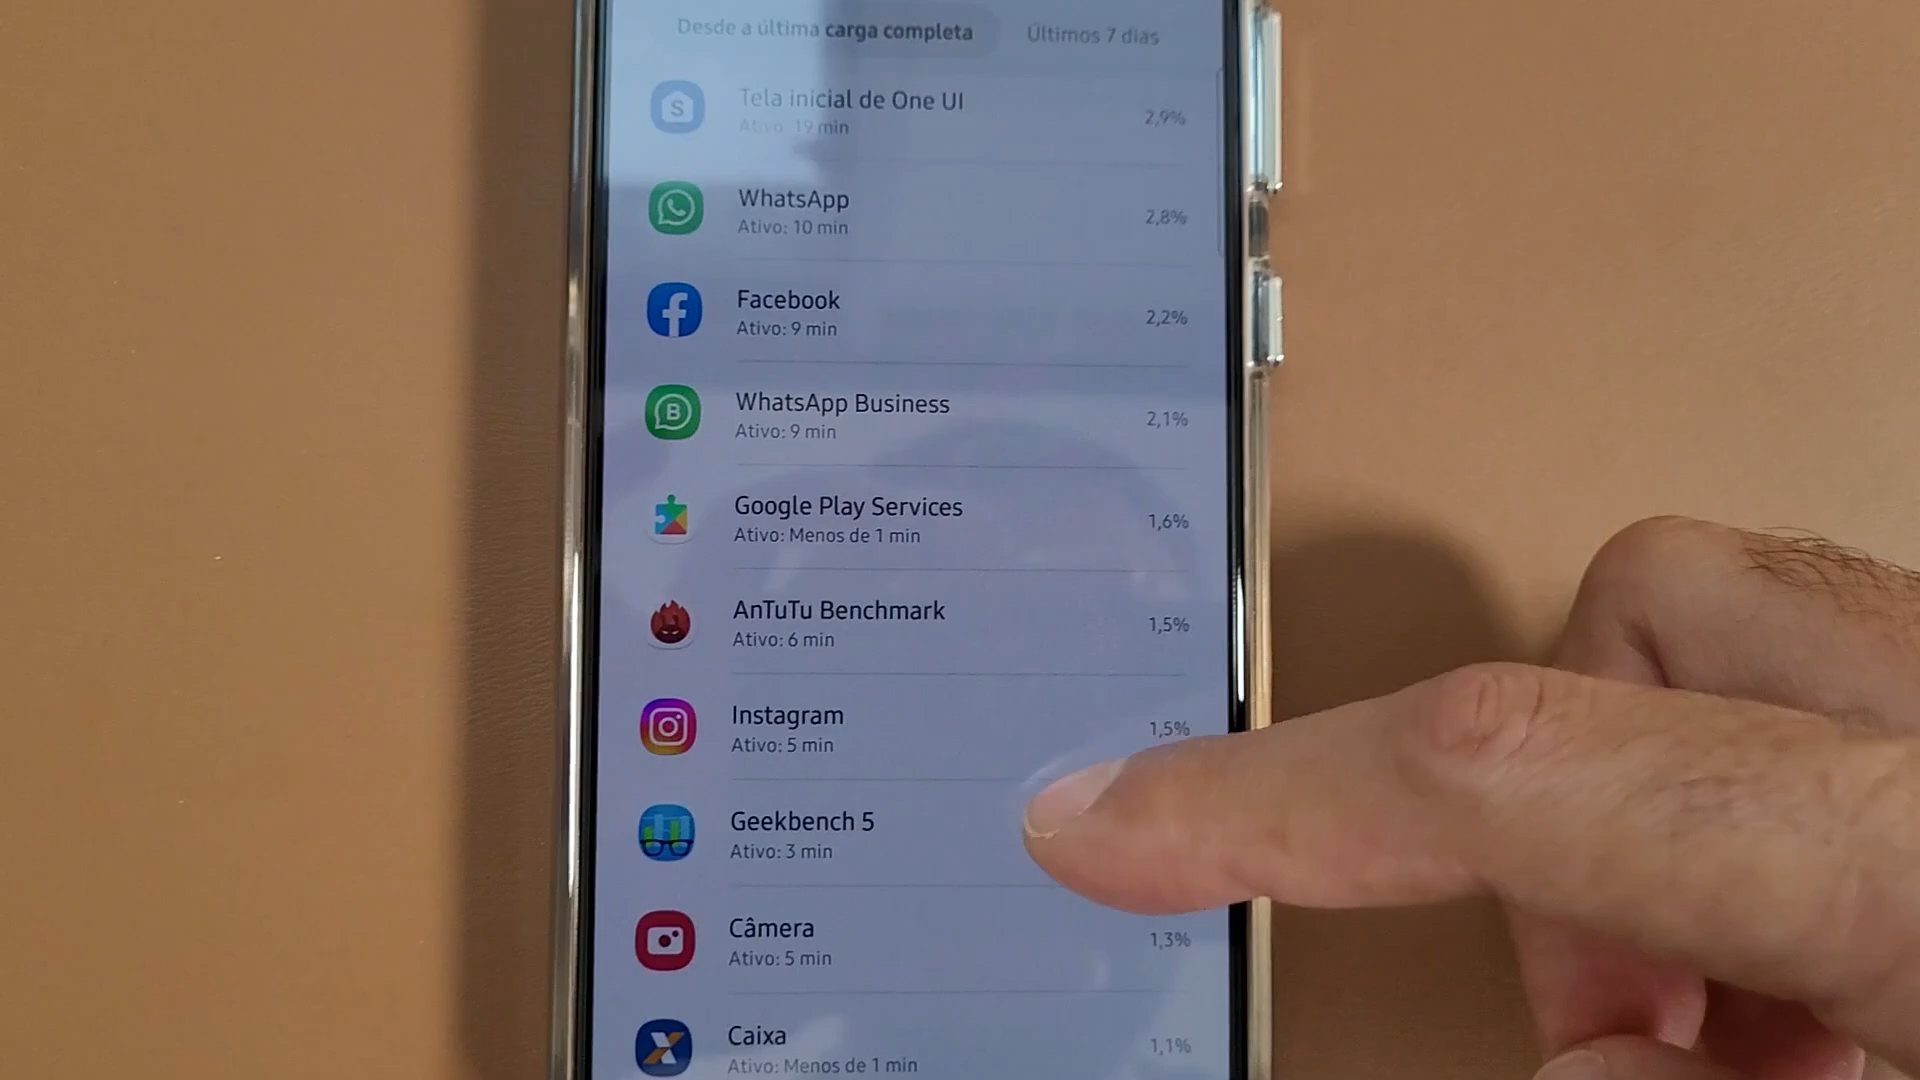 Desde a última carga completa
Últimos 7 dias
Tela inicial de One UI
Ativo: 19 min
2,9%
WhatsApp
Ativo: 10 min
2,8%
Facebook
Ativo: 9 min
2,2%
WhatsApp Business
Ativo: 9 min
2,1%
Google Play Services
Ativo: Menos de 1 min
1,6%
AnTuTu Benchmark
Ativo: 6 min
1,5%
Instagram
Ativo: 5 min
1,5%
Geekbench 5
Ativo: 3 min
Câmera
Ativo: 5 min
1,3%
Caixa
Ativo: Menos de 1 min
1,1%